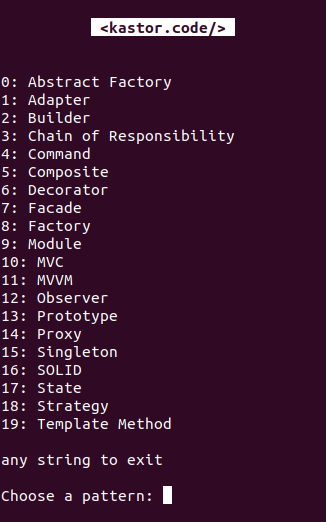 <kastor.code/>
0: Abstract Factory
1: Adapter
2: Builder
3: Chain of Responsibility
4: Command
5: Composite
6: Decorator
7: Facade
8: Factory
9: Module
10: MVC
11: MVVM
12: Observer
13: Prototype
14: Proxy
15: Singleton
16: SOLID
17: State
18: Strategy
19: Template Method
any string to exit
Choose a pattern: